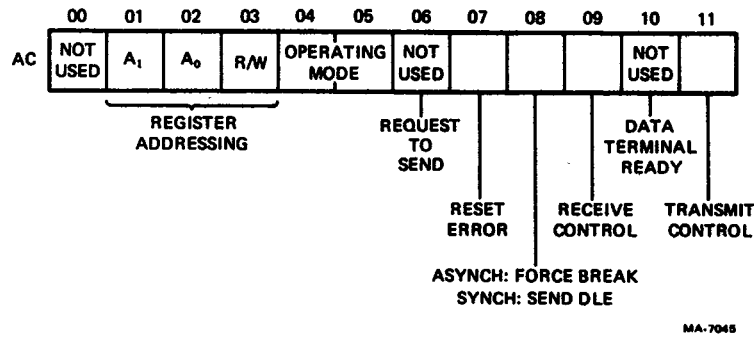 00 01 02 03 04 05 06 07 08 09 10 11
AC NOT USED A₁ A₀ R/W OPERATING MODE NOT USED NOT USED
REGISTER ADDRESSING
REQUEST TO SEND
DATA TERMINAL READY
RESET ERROR
RECEIVE CONTROL
TRANSMIT CONTROL
ASYNCH: FORCE BREAK
SYNCH: SEND DLE
MA-7045